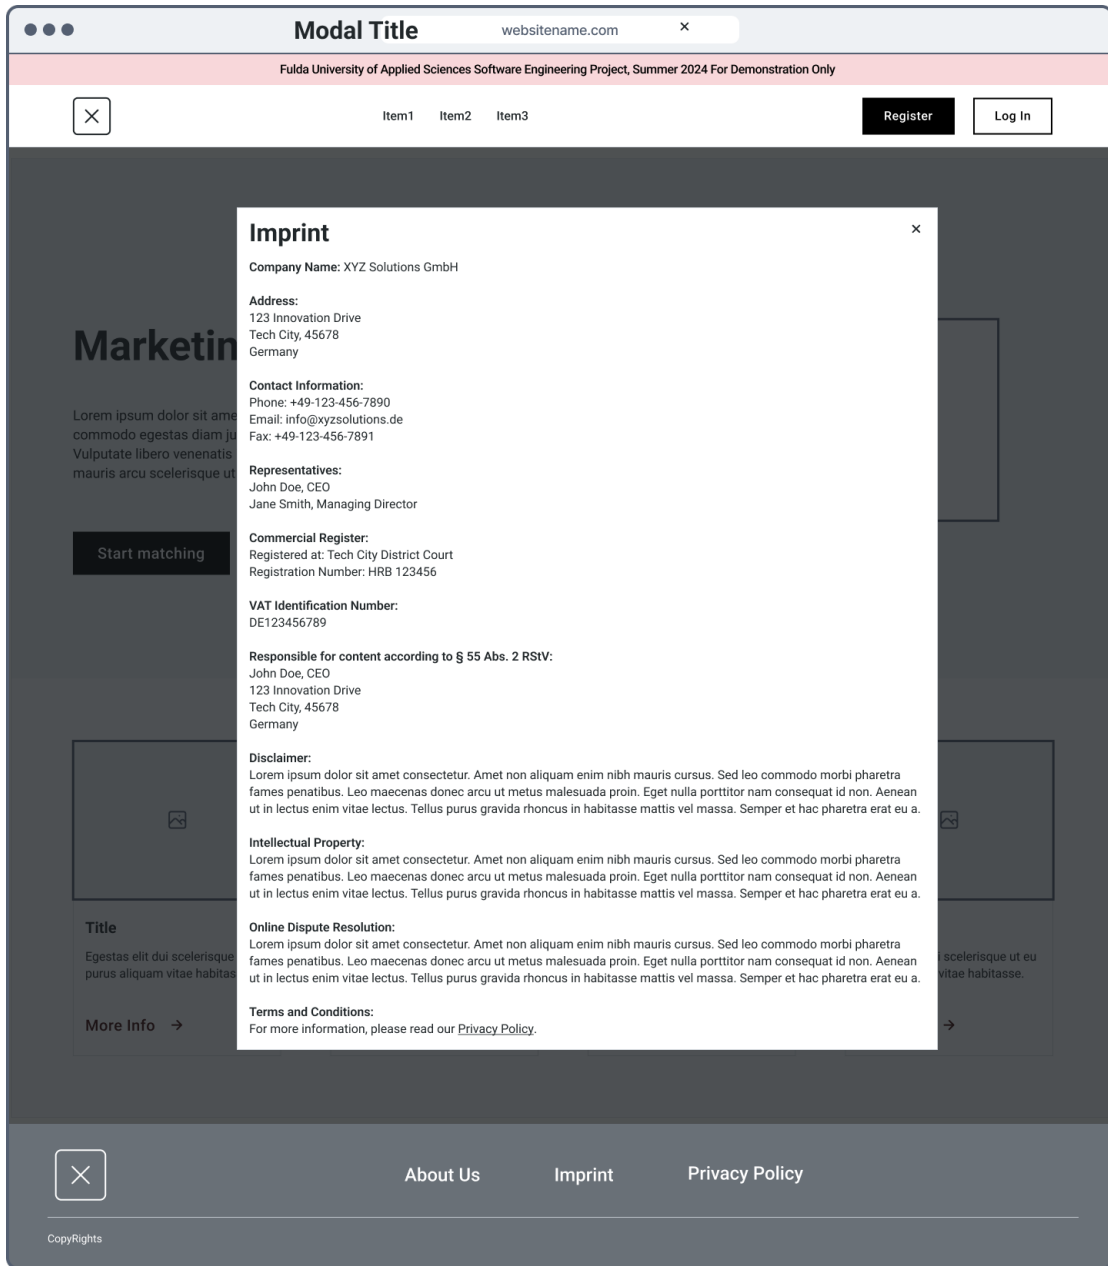 Modal Title
websitename.com
×
Fulda University of Applied Sciences Software Engineering Project, Summer 2024 For Demonstration Only
Item1 Item2 Item3
Register
Log In
Imprint
×
Company Name: XYZ Solutions GmbH
Address:
123 Innovation Drive
Tech City, 45678
Germany
Contact Information:
Phone: +49-123-456-7890
Email: info@xyzsolutions.de
Fax: +49-123-456-7891
Representatives:
John Doe, CEO
Jane Smith, Managing Director
Commercial Register:
Registered at: Tech City District Court
Registration Number: HRB 123456
VAT Identification Number:
DE123456789
Responsible for content according to § 55 Abs. 2 RStV:
John Doe, CEO
123 Innovation Drive
Tech City, 45678
Germany
Disclaimer:
Lorem ipsum dolor sit amet consectetur. Amet non aliquam enim nibh mauris cursus. Sed leo commodo morbi pharetra
fames penatibus. Leo maecenas donec arcu ut metus malesuada proin. Eget nulla porttitor nam consequat id non. Aenean
ut in lectus enim vitae lectus. Tellus purus gravida rhoncus in habitasse mattis vel massa. Semper et hac pharetra erat eu a.
Intellectual Property:
Lorem ipsum dolor sit amet consectetur. Amet non aliquam enim nibh mauris cursus. Sed leo commodo morbi pharetra
fames penatibus. Leo maecenas donec arcu ut metus malesuada proin. Eget nulla porttitor nam consequat id non. Aenean
ut in lectus enim vitae lectus. Tellus purus gravida rhoncus in habitasse mattis vel massa. Semper et hac pharetra erat eu a.
Online Dispute Resolution:
Lorem ipsum dolor sit amet consectetur. Amet non aliquam enim nibh mauris cursus. Sed leo commodo morbi pharetra
fames penatibus. Leo maecenas donec arcu ut metus malesuada proin. Eget nulla porttitor nam consequat id non. Aenean
ut in lectus enim vitae lectus. Tellus purus gravida rhoncus in habitasse mattis vel massa. Semper et hac pharetra erat eu a.
Terms and Conditions:
For more information, please read our Privacy Policy.
Marketin
Lorem ipsum dolor sit ame
commodo egestas diam ju
Vulputate libero venenatis
mauris arcu scelerisque ut
Start matching
Title
Egestas elit dui scelerisque
purus aliquam vitae habitas
More Info →
scelerisque ut eu
vitae habitasse.
→
About Us
Imprint
Privacy Policy
CopyRights